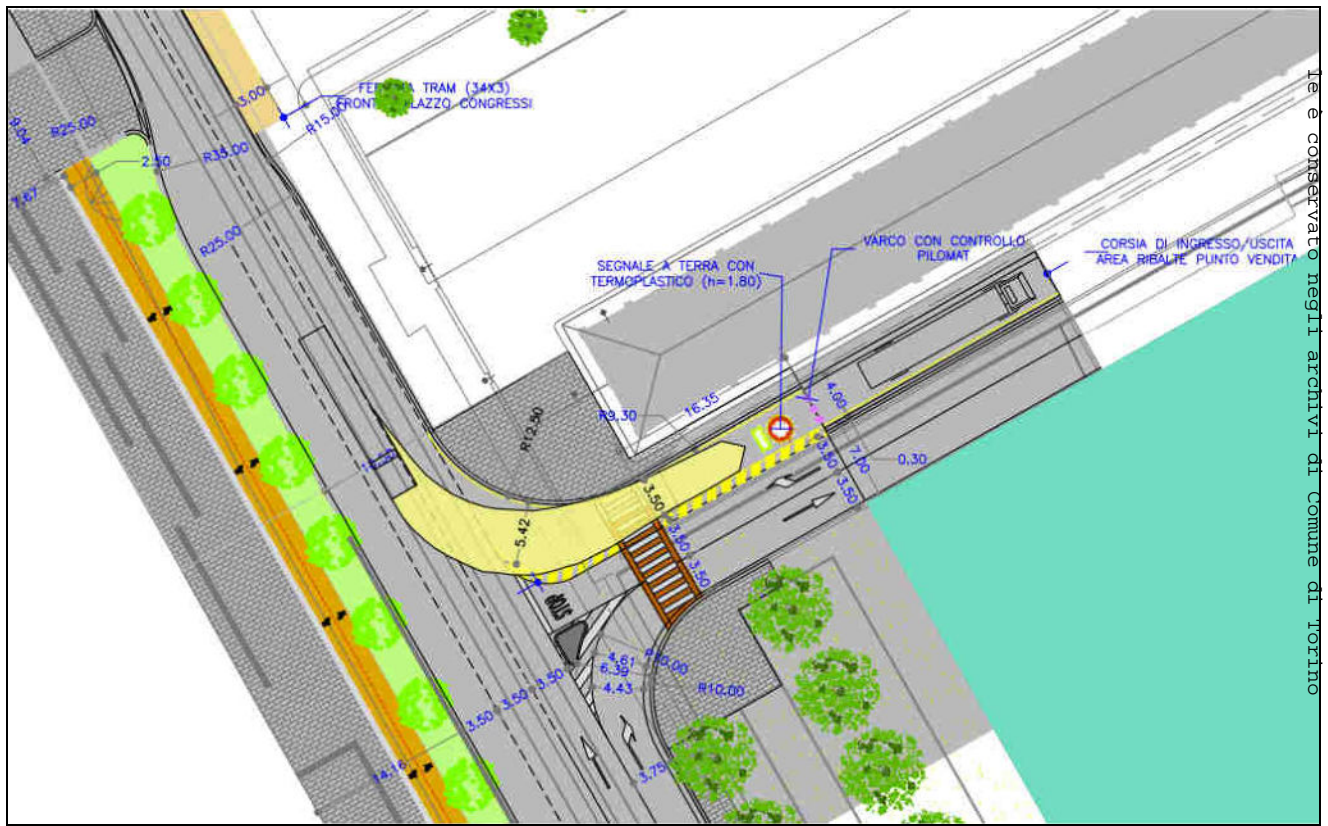 3.00
FERMATA TRAM (34X3)
FRONTE PALAZZO CONGRESSI
R15.00
9.04
R25.00
2.50
R35.00
7.67
R25.00
SEGNALE A TERRA CON
TERMOPLASTICO (h=1.80)
VARCO CON CONTROLLO
PILOMAT
CORSIA DI INGRESSO/USCITA
AREA RIBALTE PUNTO VENDITA
R12.50
R9.30
16.35
4.00
3.50
7.00
0.30
3.50
3.50
5.42
3.50
3.50
STOP
4.61
6.39
4.43
R10.00
R10.00
3.50
3.50
3.50
14.16
3.75
le è conservato negli archivi di Comune di Torino